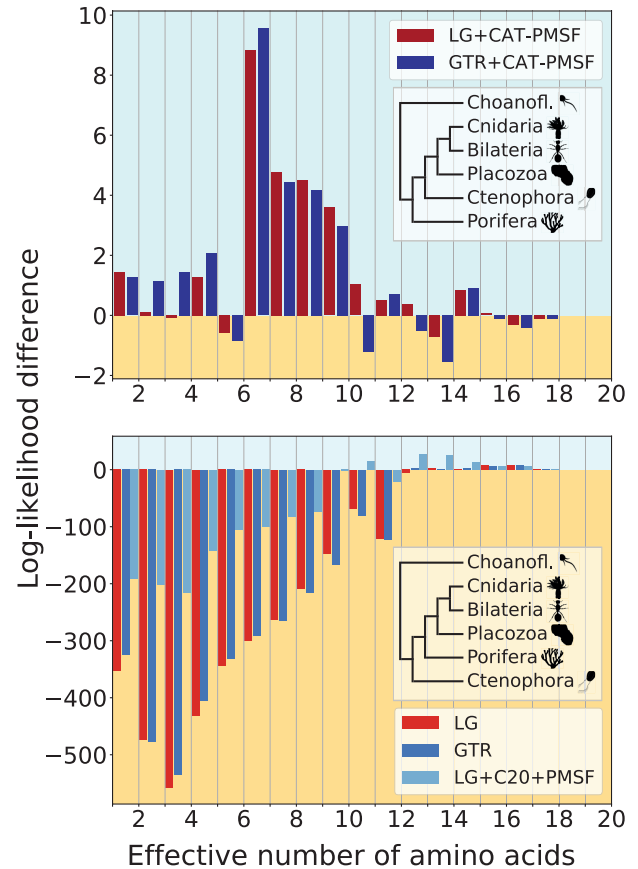 10
8
6
4
2
0
−2
LG+CAT-PMSF
GTR+CAT-PMSF
Choanofl.
Cnidaria
Bilateria
Placozoa
Ctenophora
Porifera
2 4 6 8 10 12 14 16 18 20
Log-likelihood difference
0
−100
−200
−300
−400
−500
Choanofl.
Cnidaria
Bilateria
Placozoa
Porifera
Ctenophora
LG
GTR
LG+C20+PMSF
2 4 6 8 10 12 14 16 18 20
Effective number of amino acids